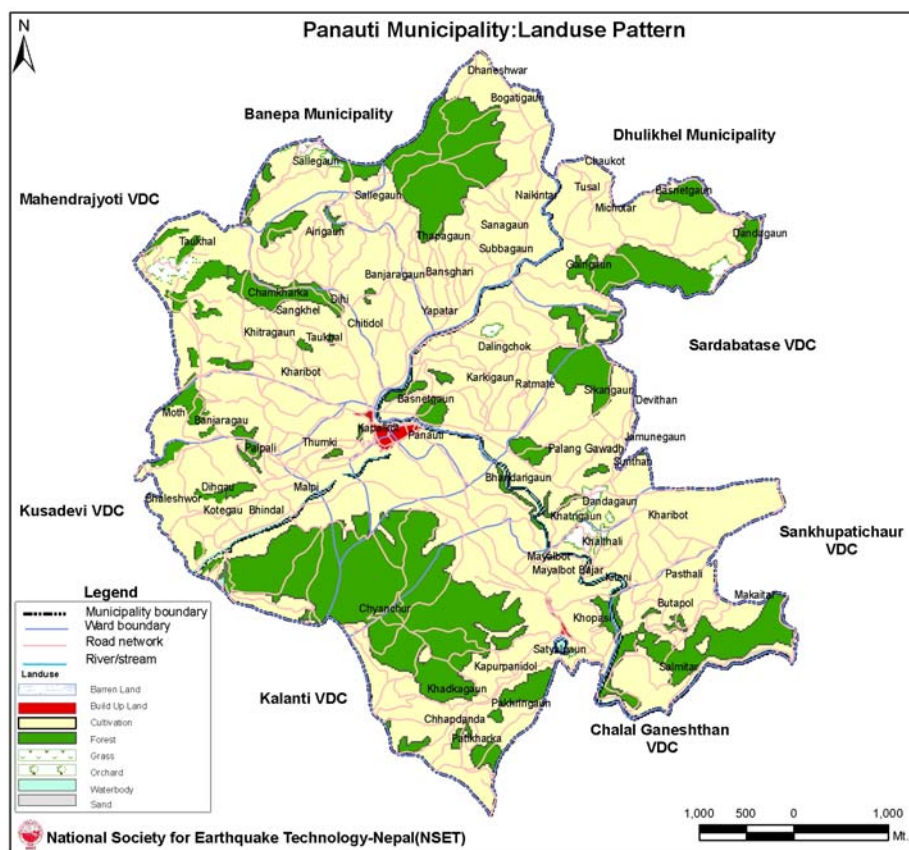 Panauti Municipality:Landuse Pattern
N
Dhaneshwar
Bogatigaun
Banepa Municipality
Dhulikhel Municipality
Chaukot
Sallegaun
Basnetgaun
Tusal
Mahendrajyoti VDC
Sallegaun
Naikintar
Michotar
Airigaun
Sanagaun
Dandagaun
Taukhal
Thapagaun
Subbagaun
Gaingaun
Banjaragaun
Bansghari
Chamkharka
Dihi
Sangkhel
Yapatar
Chitidol
Khitragaun
Taukhal
Dalingchok
Sardabatase VDC
Kharibot
Karkigaun
Ratmate
Sikangaun
Devithan
Basnetgaun
Moth
Banjaragau
Panauti
Thumki
Jamunegaun
Palpali
Palang Gawadh
Sunthan
Bhandarigaun
Malpi
Dihgau
Bhaleshwor
Dandagaun
Kusadevi VDC
Kotegau
Bhindal
Khatrigaun
Kharibot
Sankhupatichaur
VDC
Khalthali
Mayalbot
Mayalbot Bajar
Pasthali
Makaitar
Chyanchur
Butapol
Khopasi
Satyalgaun
Salmitar
Kapurpanidol
Kalanti VDC
Khadkagaun
Pakhringaun
Chalal Ganeshthan
VDC
Chhapdanda
Patikharka
Legend
Municipality boundary
Ward boundary
Road network
River/stream
Landuse
Barren Land
Build Up Land
Cultivation
Forest
Grass
Orchard
Waterbody
Sand
1,000 500 0 1,000
Mt.
National Society for Earthquake Technology-Nepal(NSET)